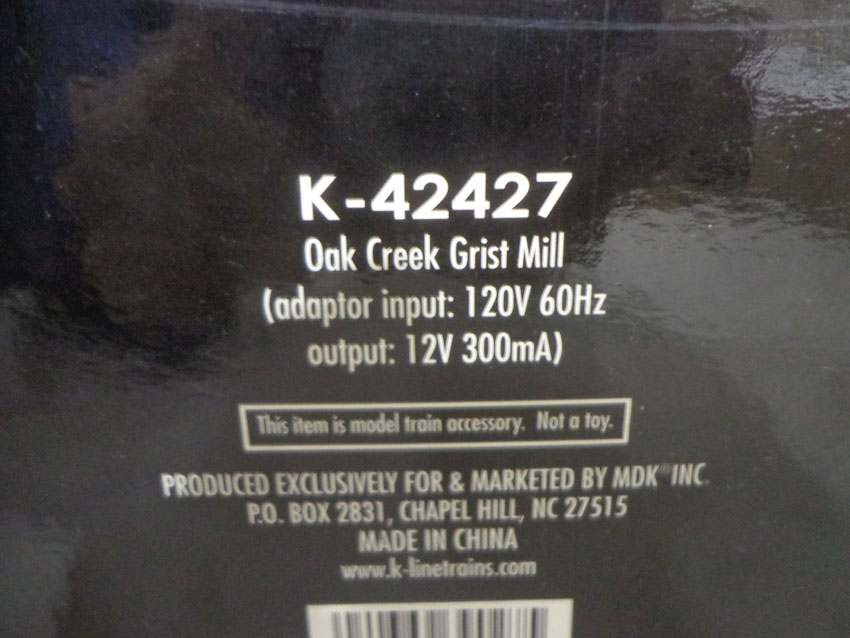 K-42427
Oak Creek Grist Mill
(adaptor input: 120V 60Hz
output: 12V 300mA)
This item is model train accessory. Not a toy.
PRODUCED EXCLUSIVELY FOR & MARKETED BY MDK® INC.
P.O. BOX 2831, CHAPEL HILL, NC 27515
MADE IN CHINA
www.k-linetrains.com